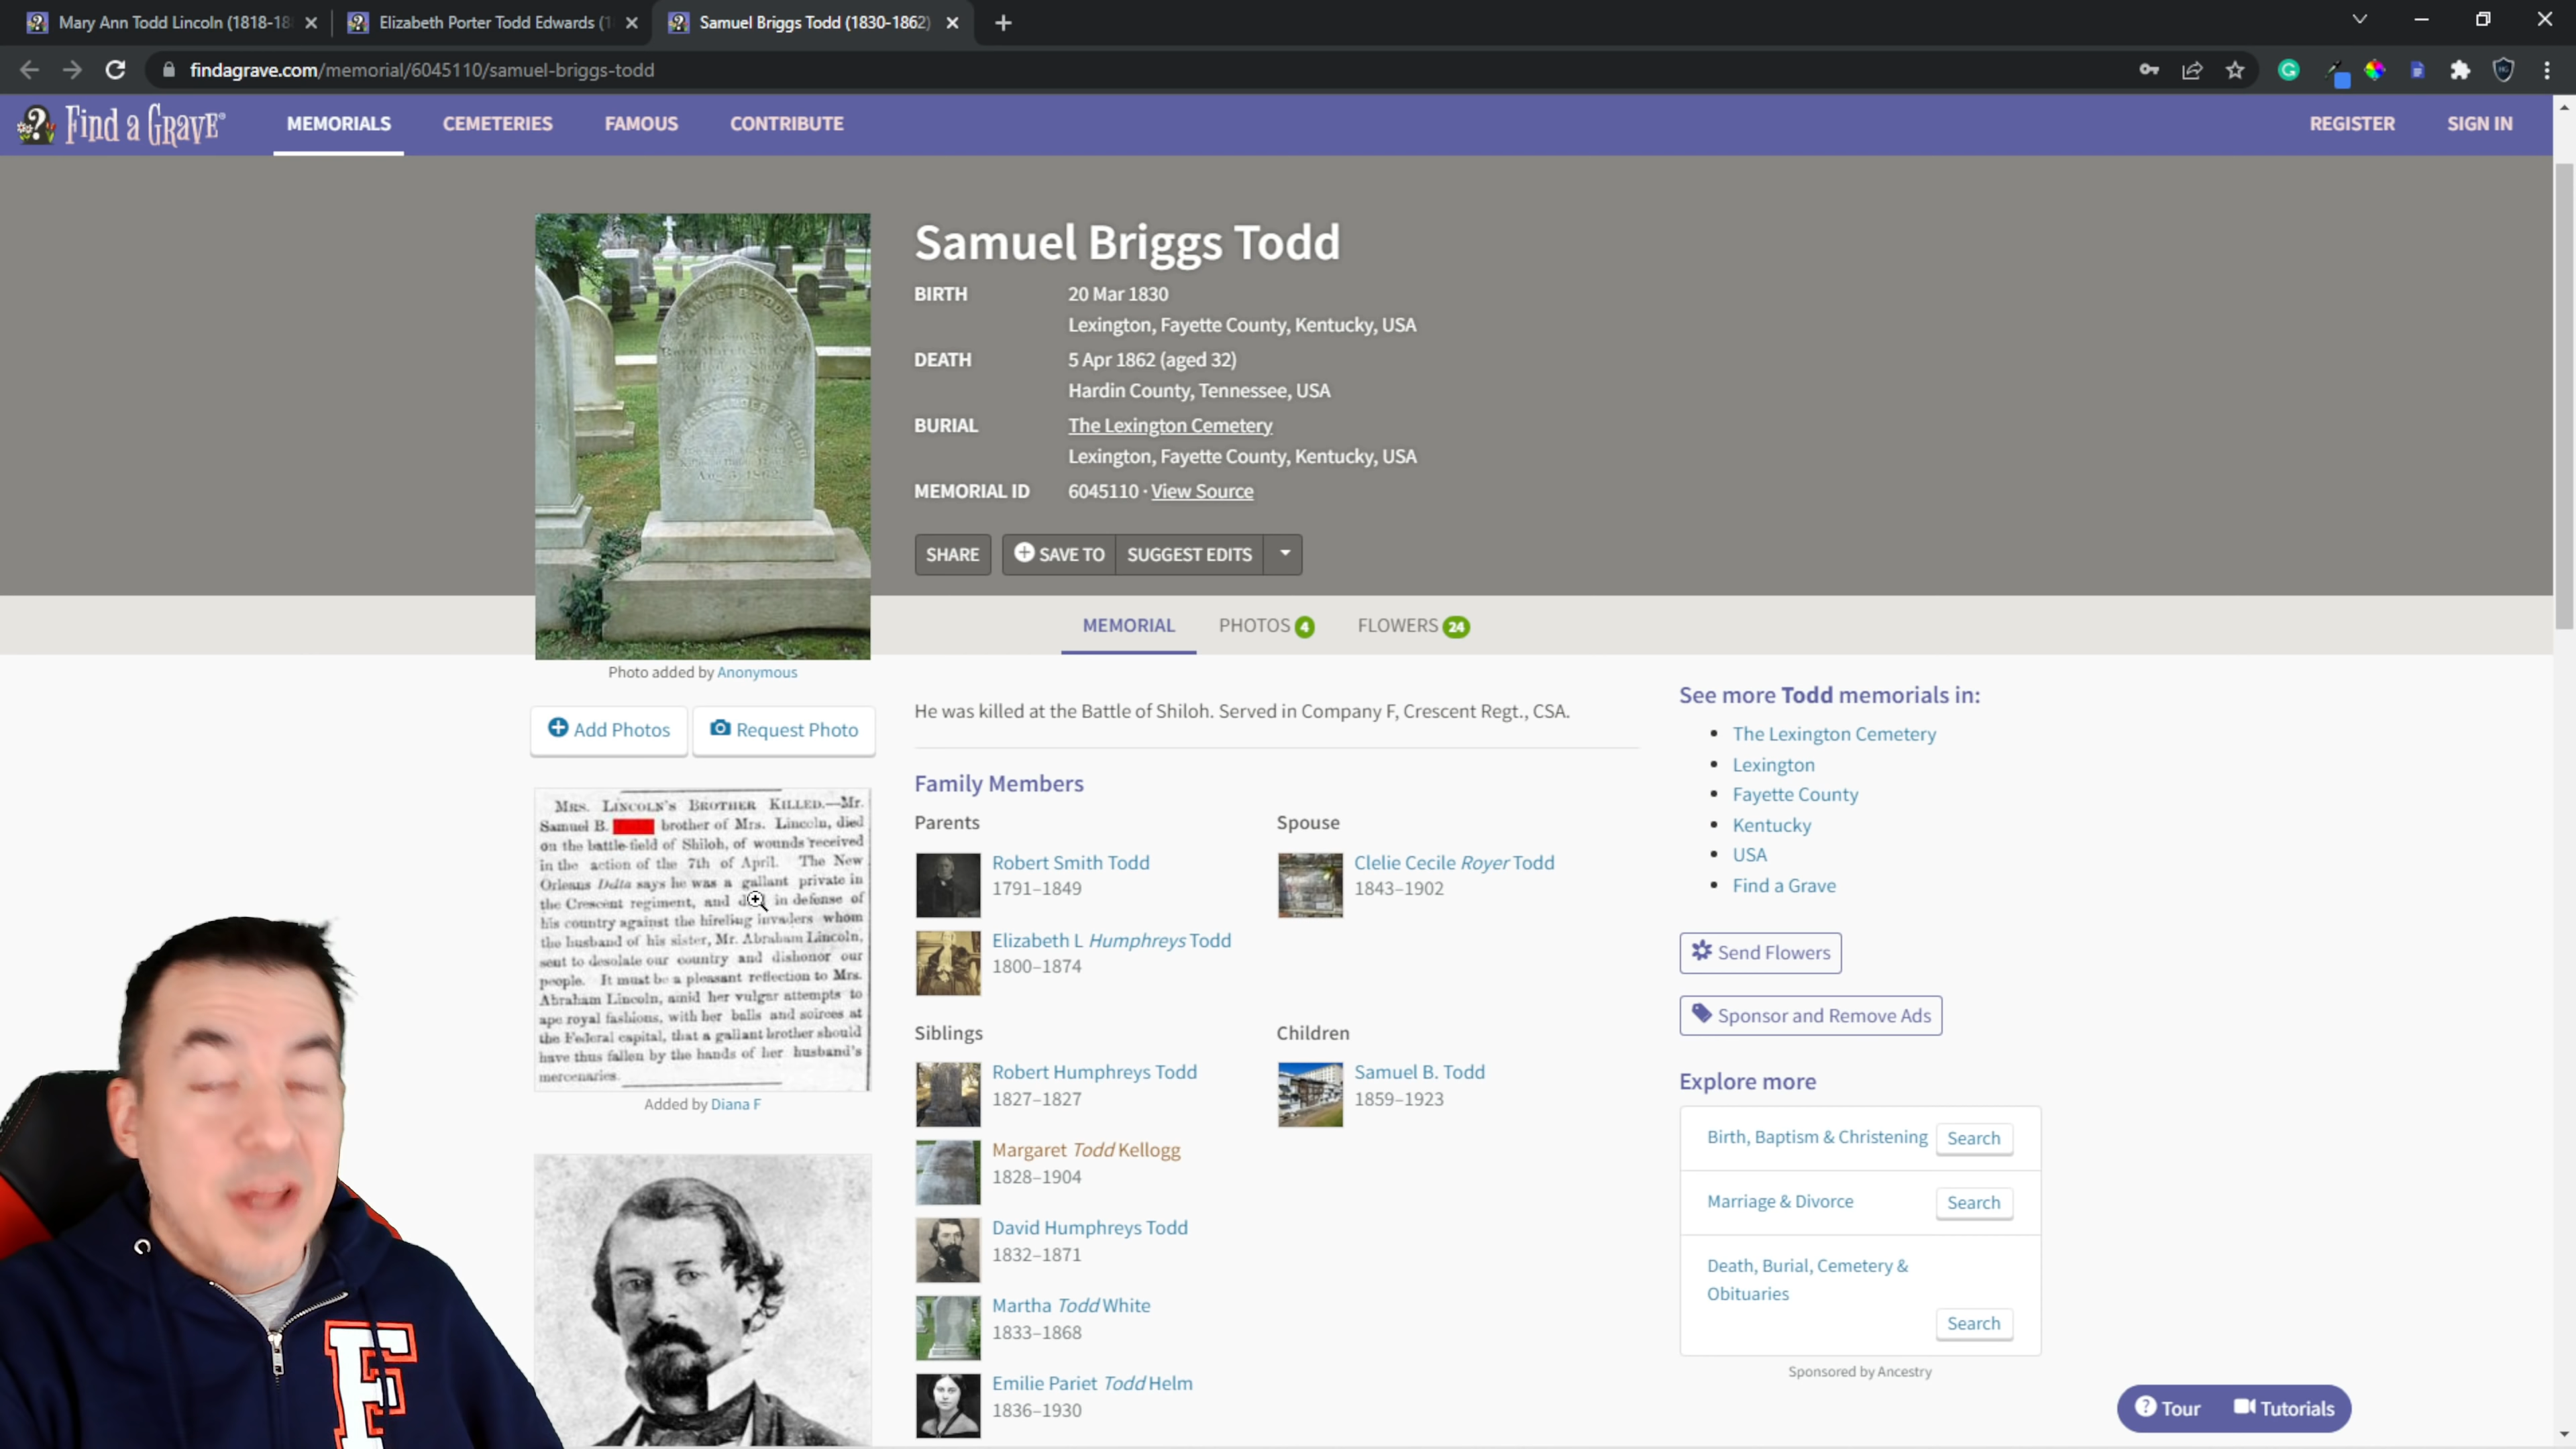 Mary Ann Todd Lincoln (1818-18
Elizabeth Porter Todd Edwards (1
Samuel Briggs Todd (1830-1862)
findagrave.com/memorial/6045110/samuel-briggs-todd
Find a GRAVE®
MEMORIALS
CEMETERIES
FAMOUS
CONTRIBUTE
REGISTER
SIGN IN
Samuel Briggs Todd
BIRTH 20 Mar 1830
Lexington, Fayette County, Kentucky, USA
DEATH 5 Apr 1862 (aged 32)
Hardin County, Tennessee, USA
BURIAL The Lexington Cemetery
Lexington, Fayette County, Kentucky, USA
MEMORIAL ID 6045110 · View Source
SHARE
SAVE TO
SUGGEST EDITS
MEMORIAL
PHOTOS 4
FLOWERS 24
Photo added by Anonymous
Add Photos
Request Photo
MRS. LINCOLN'S BROTHER KILLED.—Mr.
Samuel B. brother of Mrs. Lincoln, died
on the battle-field of Shiloh, of wounds received
in the action of the 7th of April. The New
Orleans Delta says he was a gallant private in
the Crescent regiment, and in defense of
his country against the hireling invaders whom
the husband of his sister, Mr. Abraham Lincoln,
sent to desolate our country and dishonor our
people. It must be a pleasant reflection to Mrs.
Abraham Lincoln, amid her vulgar attempts to
ape royal fashions, with her balls and soirees at
the Federal capital, that a gallant brother should
have thus fallen by the hands of her husband's
mercenaries.
Added by Diana F
He was killed at the Battle of Shiloh. Served in Company F, Crescent Regt., CSA.
Family Members
Parents
Robert Smith Todd
1791–1849
Elizabeth L Humphreys Todd
1800–1874
Spouse
Clelie Cecile Royer Todd
1843–1902
Siblings
Robert Humphreys Todd
1827–1827
Margaret Todd Kellogg
1828–1904
David Humphreys Todd
1832–1871
Martha Todd White
1833–1868
Emilie Pariet Todd Helm
1836–1930
Children
Samuel B. Todd
1859–1923
See more Todd memorials in:
The Lexington Cemetery
Lexington
Fayette County
Kentucky
USA
Find a Grave
Send Flowers
Sponsor and Remove Ads
Explore more
Birth, Baptism & Christening Search
Marriage & Divorce Search
Death, Burial, Cemetery &
Obituaries
Search
Sponsored by Ancestry
Tour
Tutorials
F